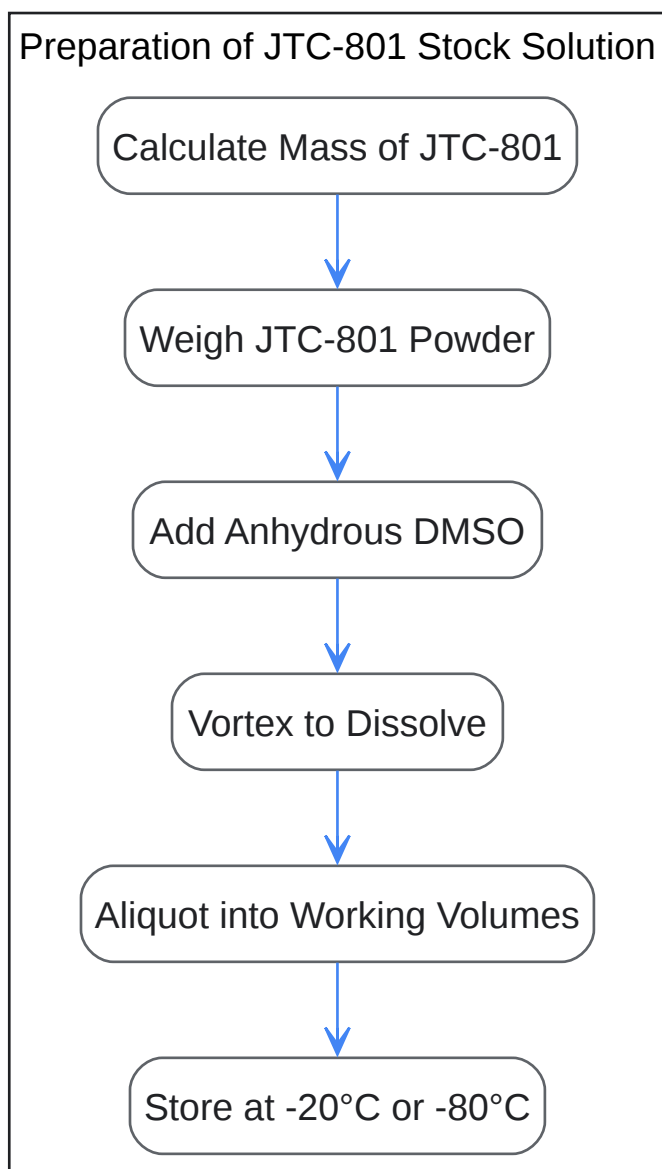 Preparation of JTC-801 Stock Solution
Calculate Mass of JTC-801
Weigh JTC-801 Powder
Add Anhydrous DMSO
Vortex to Dissolve
Aliquot into Working Volumes
Store at -20°C or -80°C